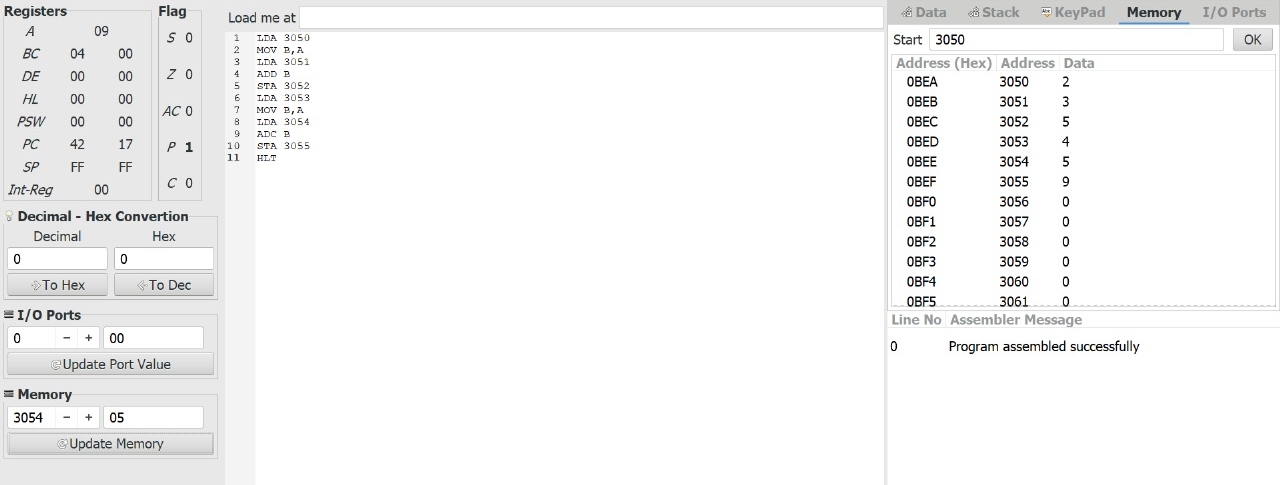 Registers
A 09
BC 04 00
DE 00 00
HL 00 00
PSW 00 00
PC 42 17
SP FF FF
Int-Reg 00
Flag
S 0
Z 0
AC 0
P 1
C 0
Decimal - Hex Convertion
Decimal Hex
0 0
To Hex To Dec
I/O Ports
0 − + 00
Update Port Value
Memory
3054 − + 05
Update Memory
Load me at
1 LDA 3050
2 MOV B,A
3 LDA 3051
4 ADD B
5 STA 3052
6 LDA 3053
7 MOV B,A
8 LDA 3054
9 ADC B
10 STA 3055
11 HLT
Data Stack KeyPad Memory I/O Ports
Start 3050 OK
Address (Hex) Address Data
0BEA 3050 2
0BEB 3051 3
0BEC 3052 5
0BED 3053 4
0BEE 3054 5
0BEF 3055 9
0BF0 3056 0
0BF1 3057 0
0BF2 3058 0
0BF3 3059 0
0BF4 3060 0
0BF5 3061 0
Line No Assembler Message
0 Program assembled successfully